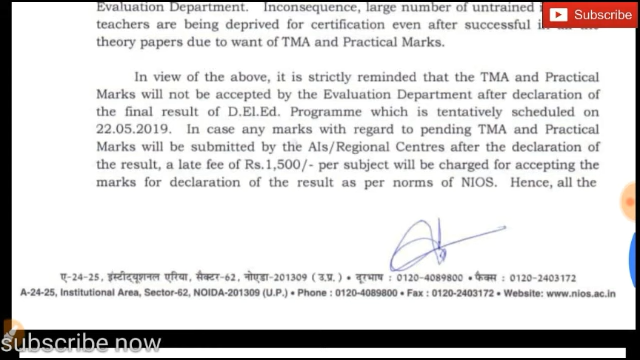 Evaluation Department. Inconsequence, large number of untrained
Subscribe
teachers are being deprived for certification even after successful
theory papers due to want of TMA and Practical Marks.
In view of the above, it is strictly reminded that the TMA and Practical
Marks will not be accepted by the Evaluation Department after declaration of
the final result of D.El.Ed. Programme which is tentatively scheduled on
22.05.2019. In case any marks with regard to pending TMA and Practical
Marks will be submitted by the AIs/Regional Centres after the declaration of
the result, a late fee of Rs.1,500/- per subject will be charged for accepting the
marks for declaration of the result as per norms of NIOS. Hence, all the
ए-24-25, इंस्टीट्यूशनल एरिया, सैक्टर-62, नोएडा-201309 (उ.प्र.) • दूरभाष : 0120-4089800 • फैक्स : 0120-2403172
A-24-25, Institutional Area, Sector-62, NOIDA-201309 (U.P.) • Phone : 0120-4089800 • Fax : 0120-2403172 • Website: www.nios.ac.in
subscribe now